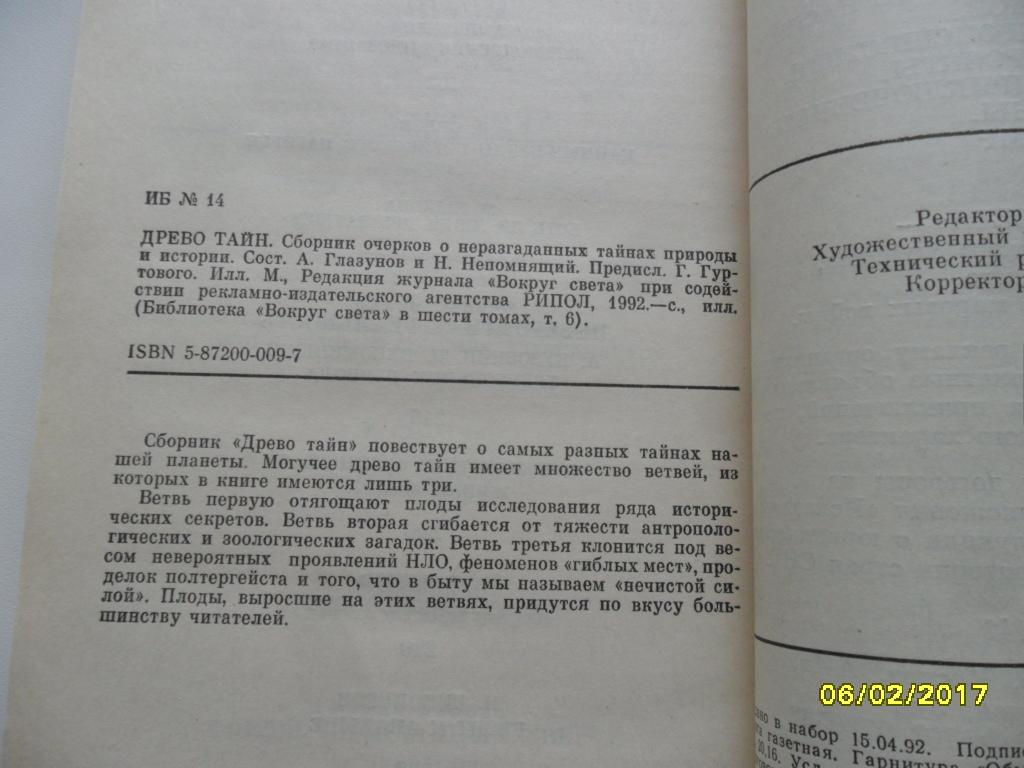 ИБ № 14
ДРЕВО ТАЙН. Сборник очерков о неразгаданных тайнах природы
и истории. Сост. А. Глазунов и Н. Непомнящий. Предисл. Г. Гур-
тового. Илл. М., Редакция журнала «Вокруг света» при содей-
ствии рекламно-издательского агентства РИПОЛ, 1992.—с., илл.
(Библиотека «Вокруг света» в шести томах, т. 6).
ISBN 5-87200-009-7
Сборник «Древо тайн» повествует о самых разных тайнах на-
шей планеты. Могучее древо тайн имеет множество ветвей, из
которых в книге имеются лишь три.
Ветвь первую отягощают плоды исследования ряда истори-
ческих секретов. Ветвь вторая сгибается от тяжести антрополо-
гических и зоологических загадок. Ветвь третья клонится под ве-
сом невероятных проявлений НЛО, феноменов «гиблых мест», про-
делок полтергейста и того, что в быту мы называем «нечистой си-
лой». Плоды, выросшие на этих ветвях, придутся по вкусу боль-
шинству читателей.
Редактор
Художественный
Технический р
Корректор
в набор 15.04.92. Подпис
газетная. Гарнитура «Об
10.16. Усл
06/02/2017